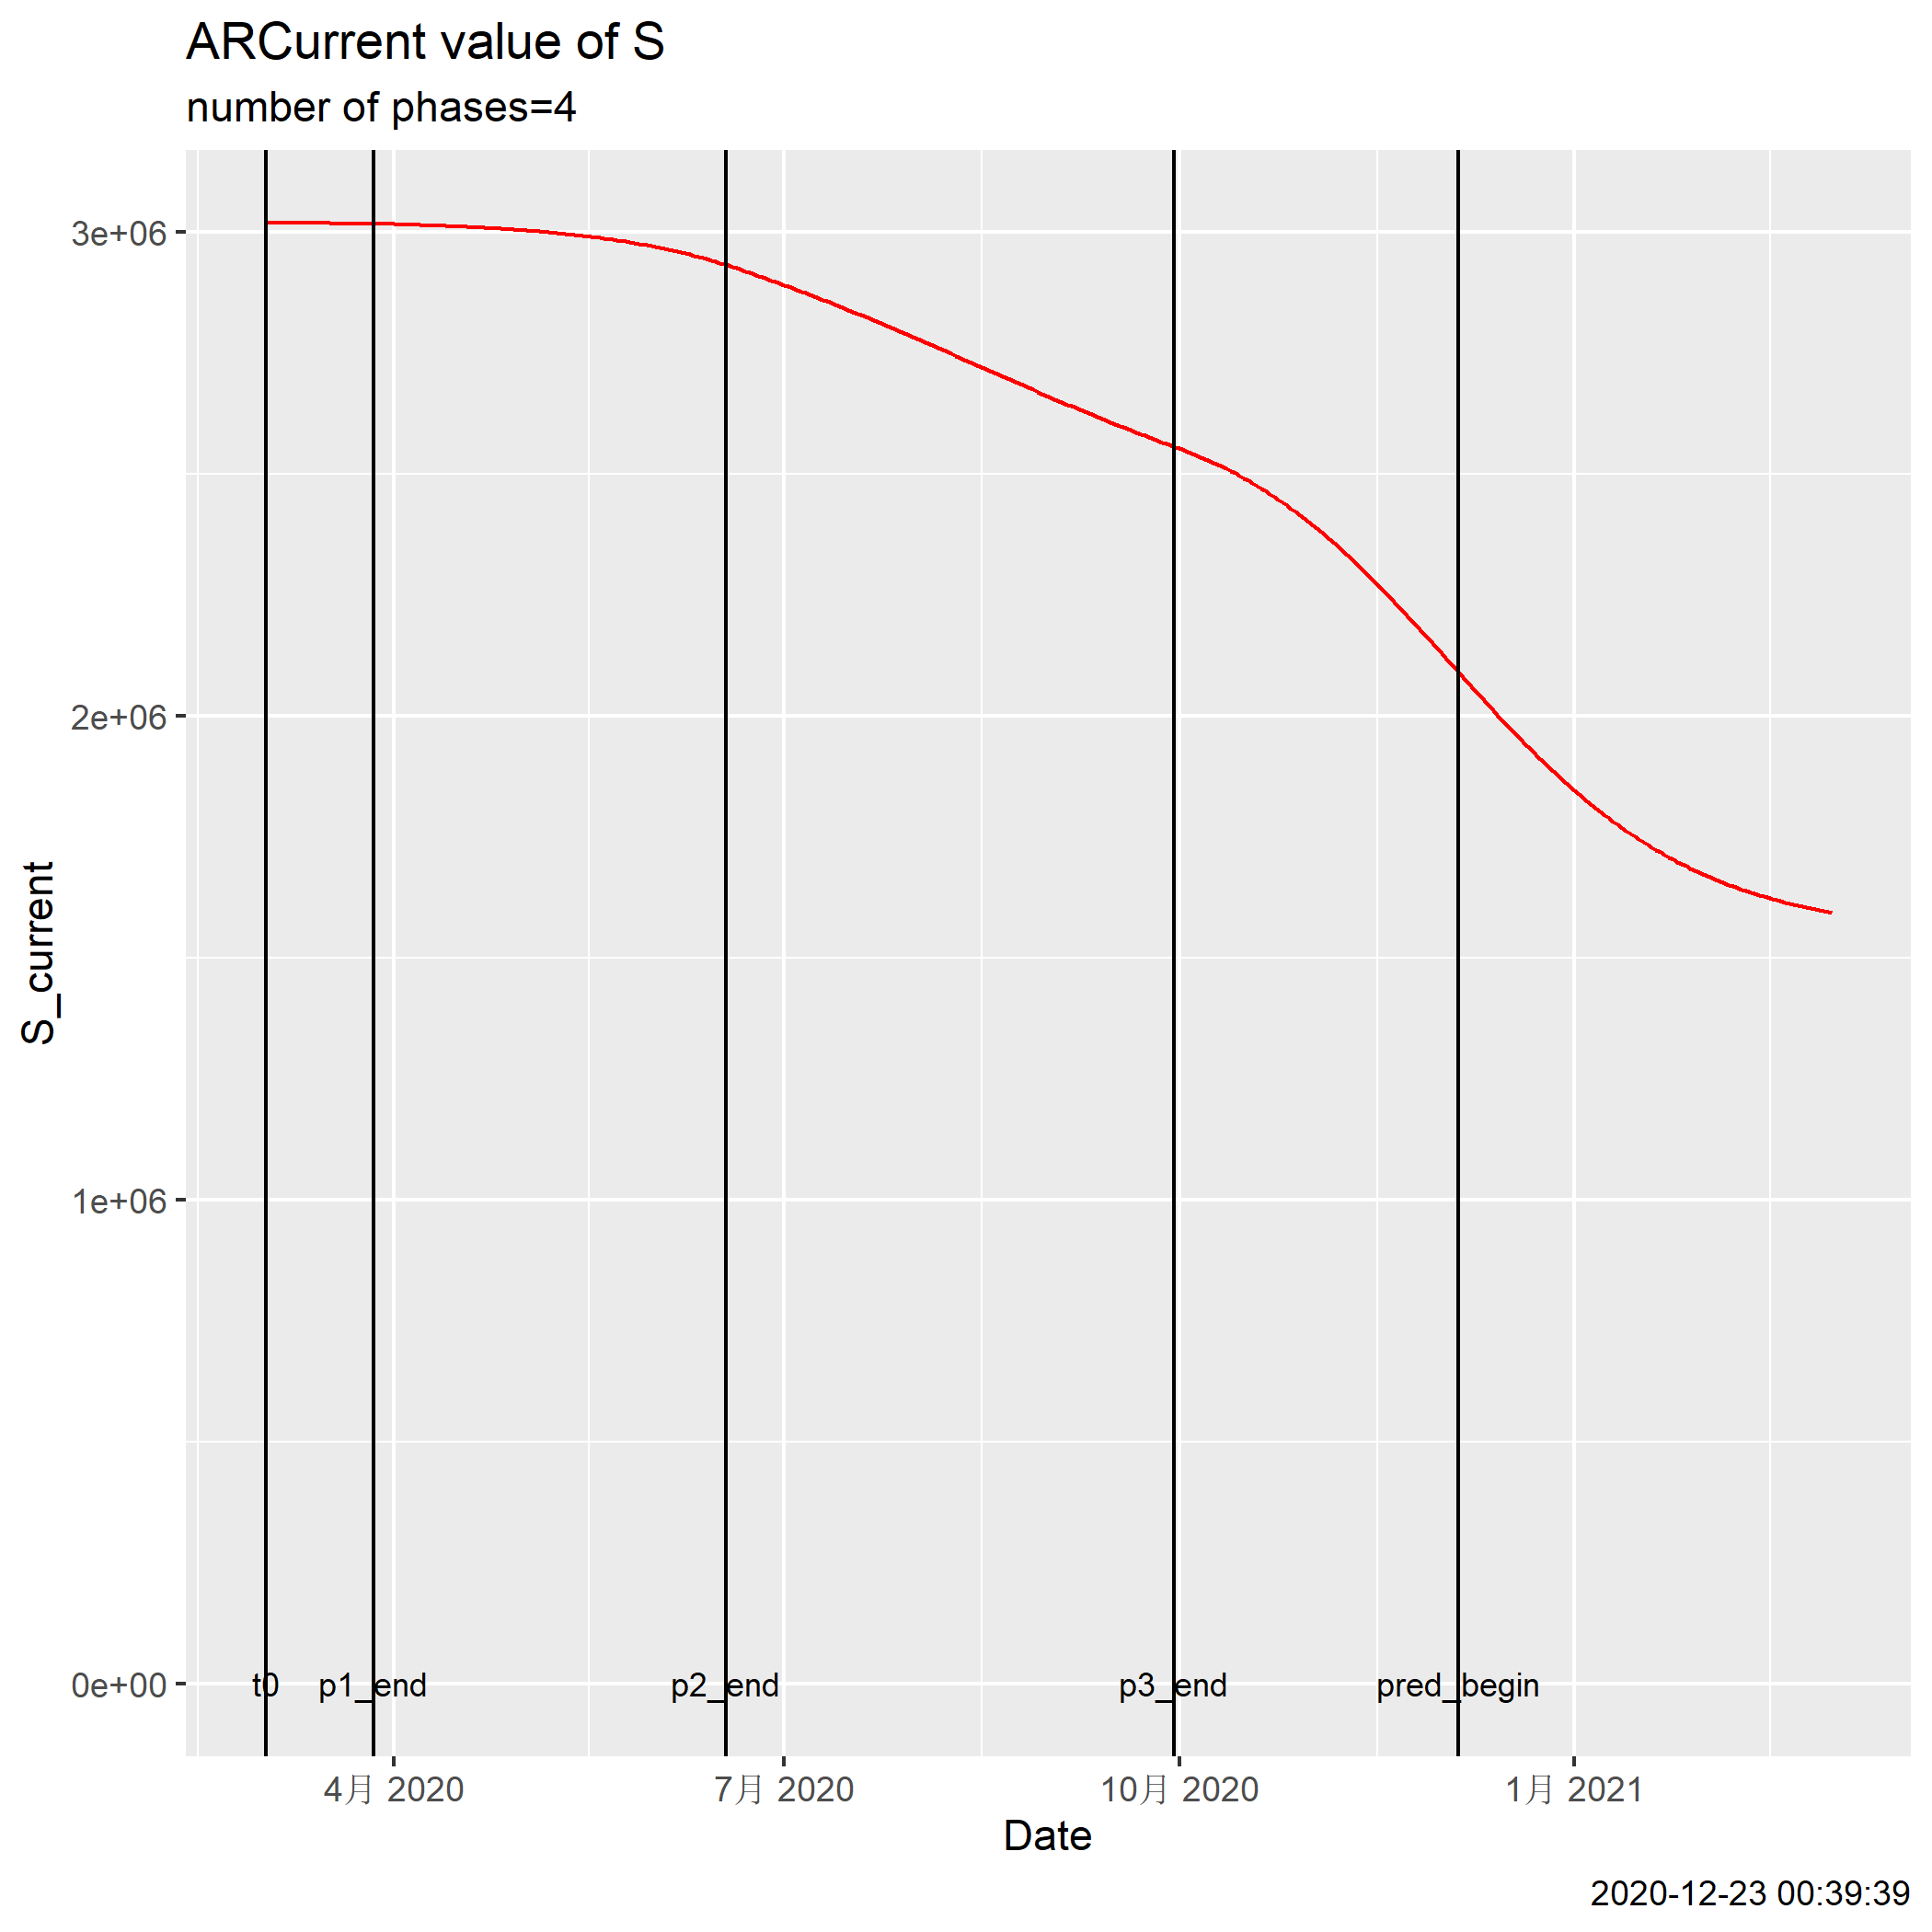 ARCurrent value of S
number of phases=4
S_current
3e+06
2e+06
1e+06
0e+00
t0 p1_end p2_end p3_end pred_begin
4月 2020 7月 2020 10月 2020 1月 2021
Date
2020-12-23 00:39:39